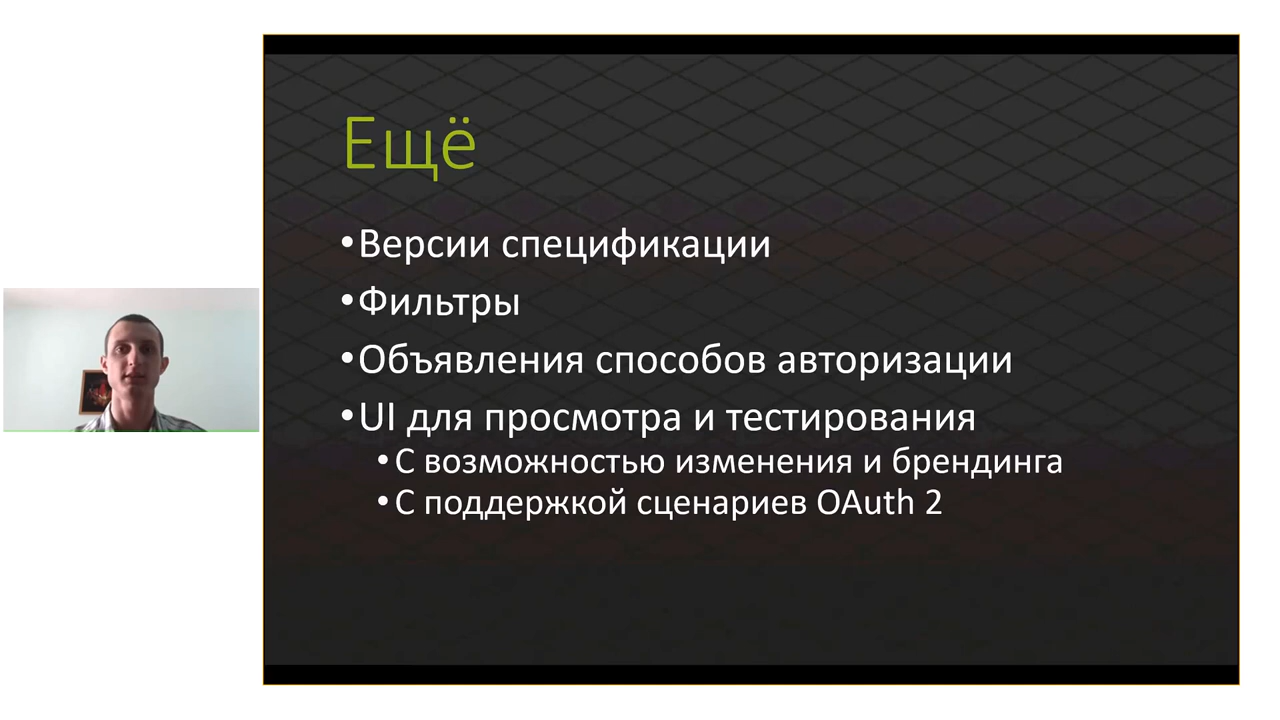 Ещё
•Версии спецификации
•Фильтры
•Объявления способов авторизации
•UI для просмотра и тестирования
•С возможностью изменения и брендинга
•С поддержкой сценариев OAuth 2